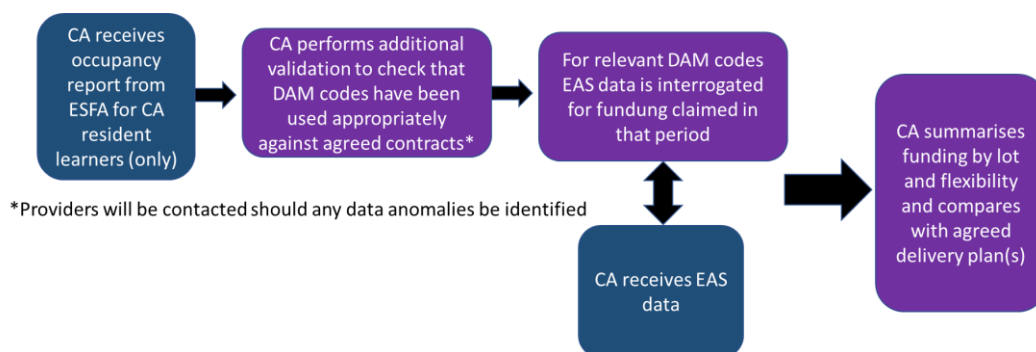 CA receives
occupancy
report from
ESFA for CA
resident
learners (only)
CA performs additional
validation to check that
DAM codes have been
used appropriately
against agreed contracts*
For relevant DAM codes
EAS data is interrogated
for fundung claimed in
that period
CA summarises
funding by lot
and flexibility
and compares
with agreed
delivery plan(s)
*Providers will be contacted should any data anomalies be identified
CA receives EAS
data